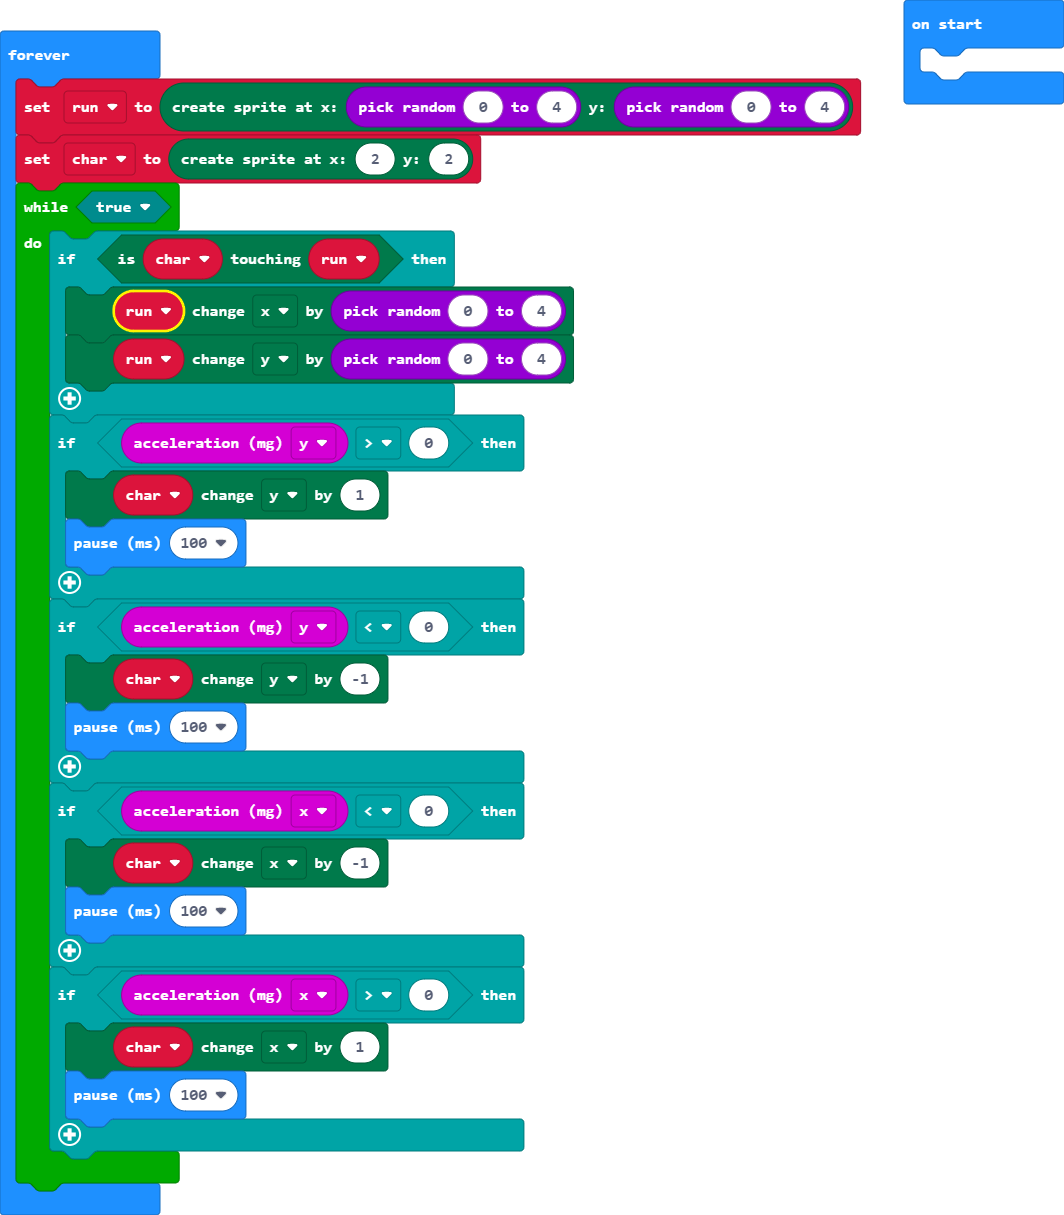 on start
forever
set run to create sprite at x: pick random 0 to 4 y: pick random 0 to 4
set char to create sprite at x: 2 y: 2
while true
do
if is char touching run then
run change x by pick random 0 to 4
run change y by pick random 0 to 4
if acceleration (mg) y > 0 then
char change y by 1
pause (ms) 100
if acceleration (mg) y < 0 then
char change y by -1
pause (ms) 100
if acceleration (mg) x < 0 then
char change x by -1
pause (ms) 100
if acceleration (mg) x > 0 then
char change x by 1
pause (ms) 100